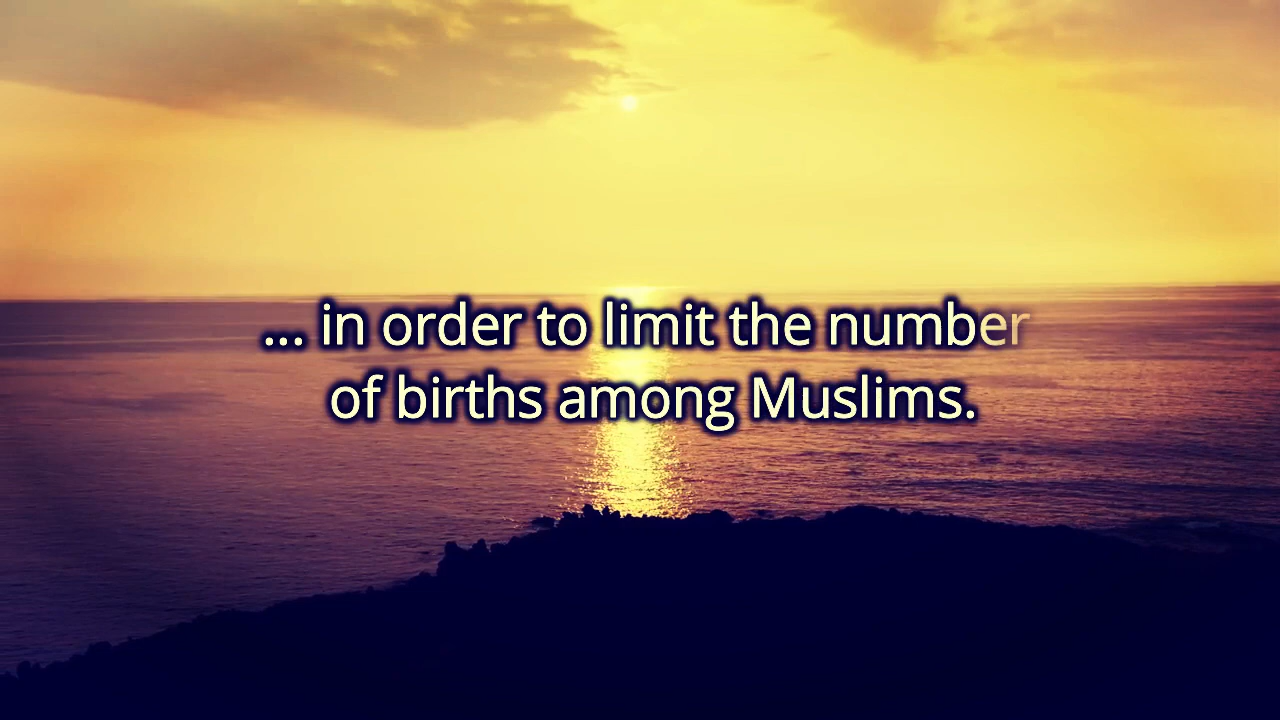 ... in order to limit the number
of births among Muslims.